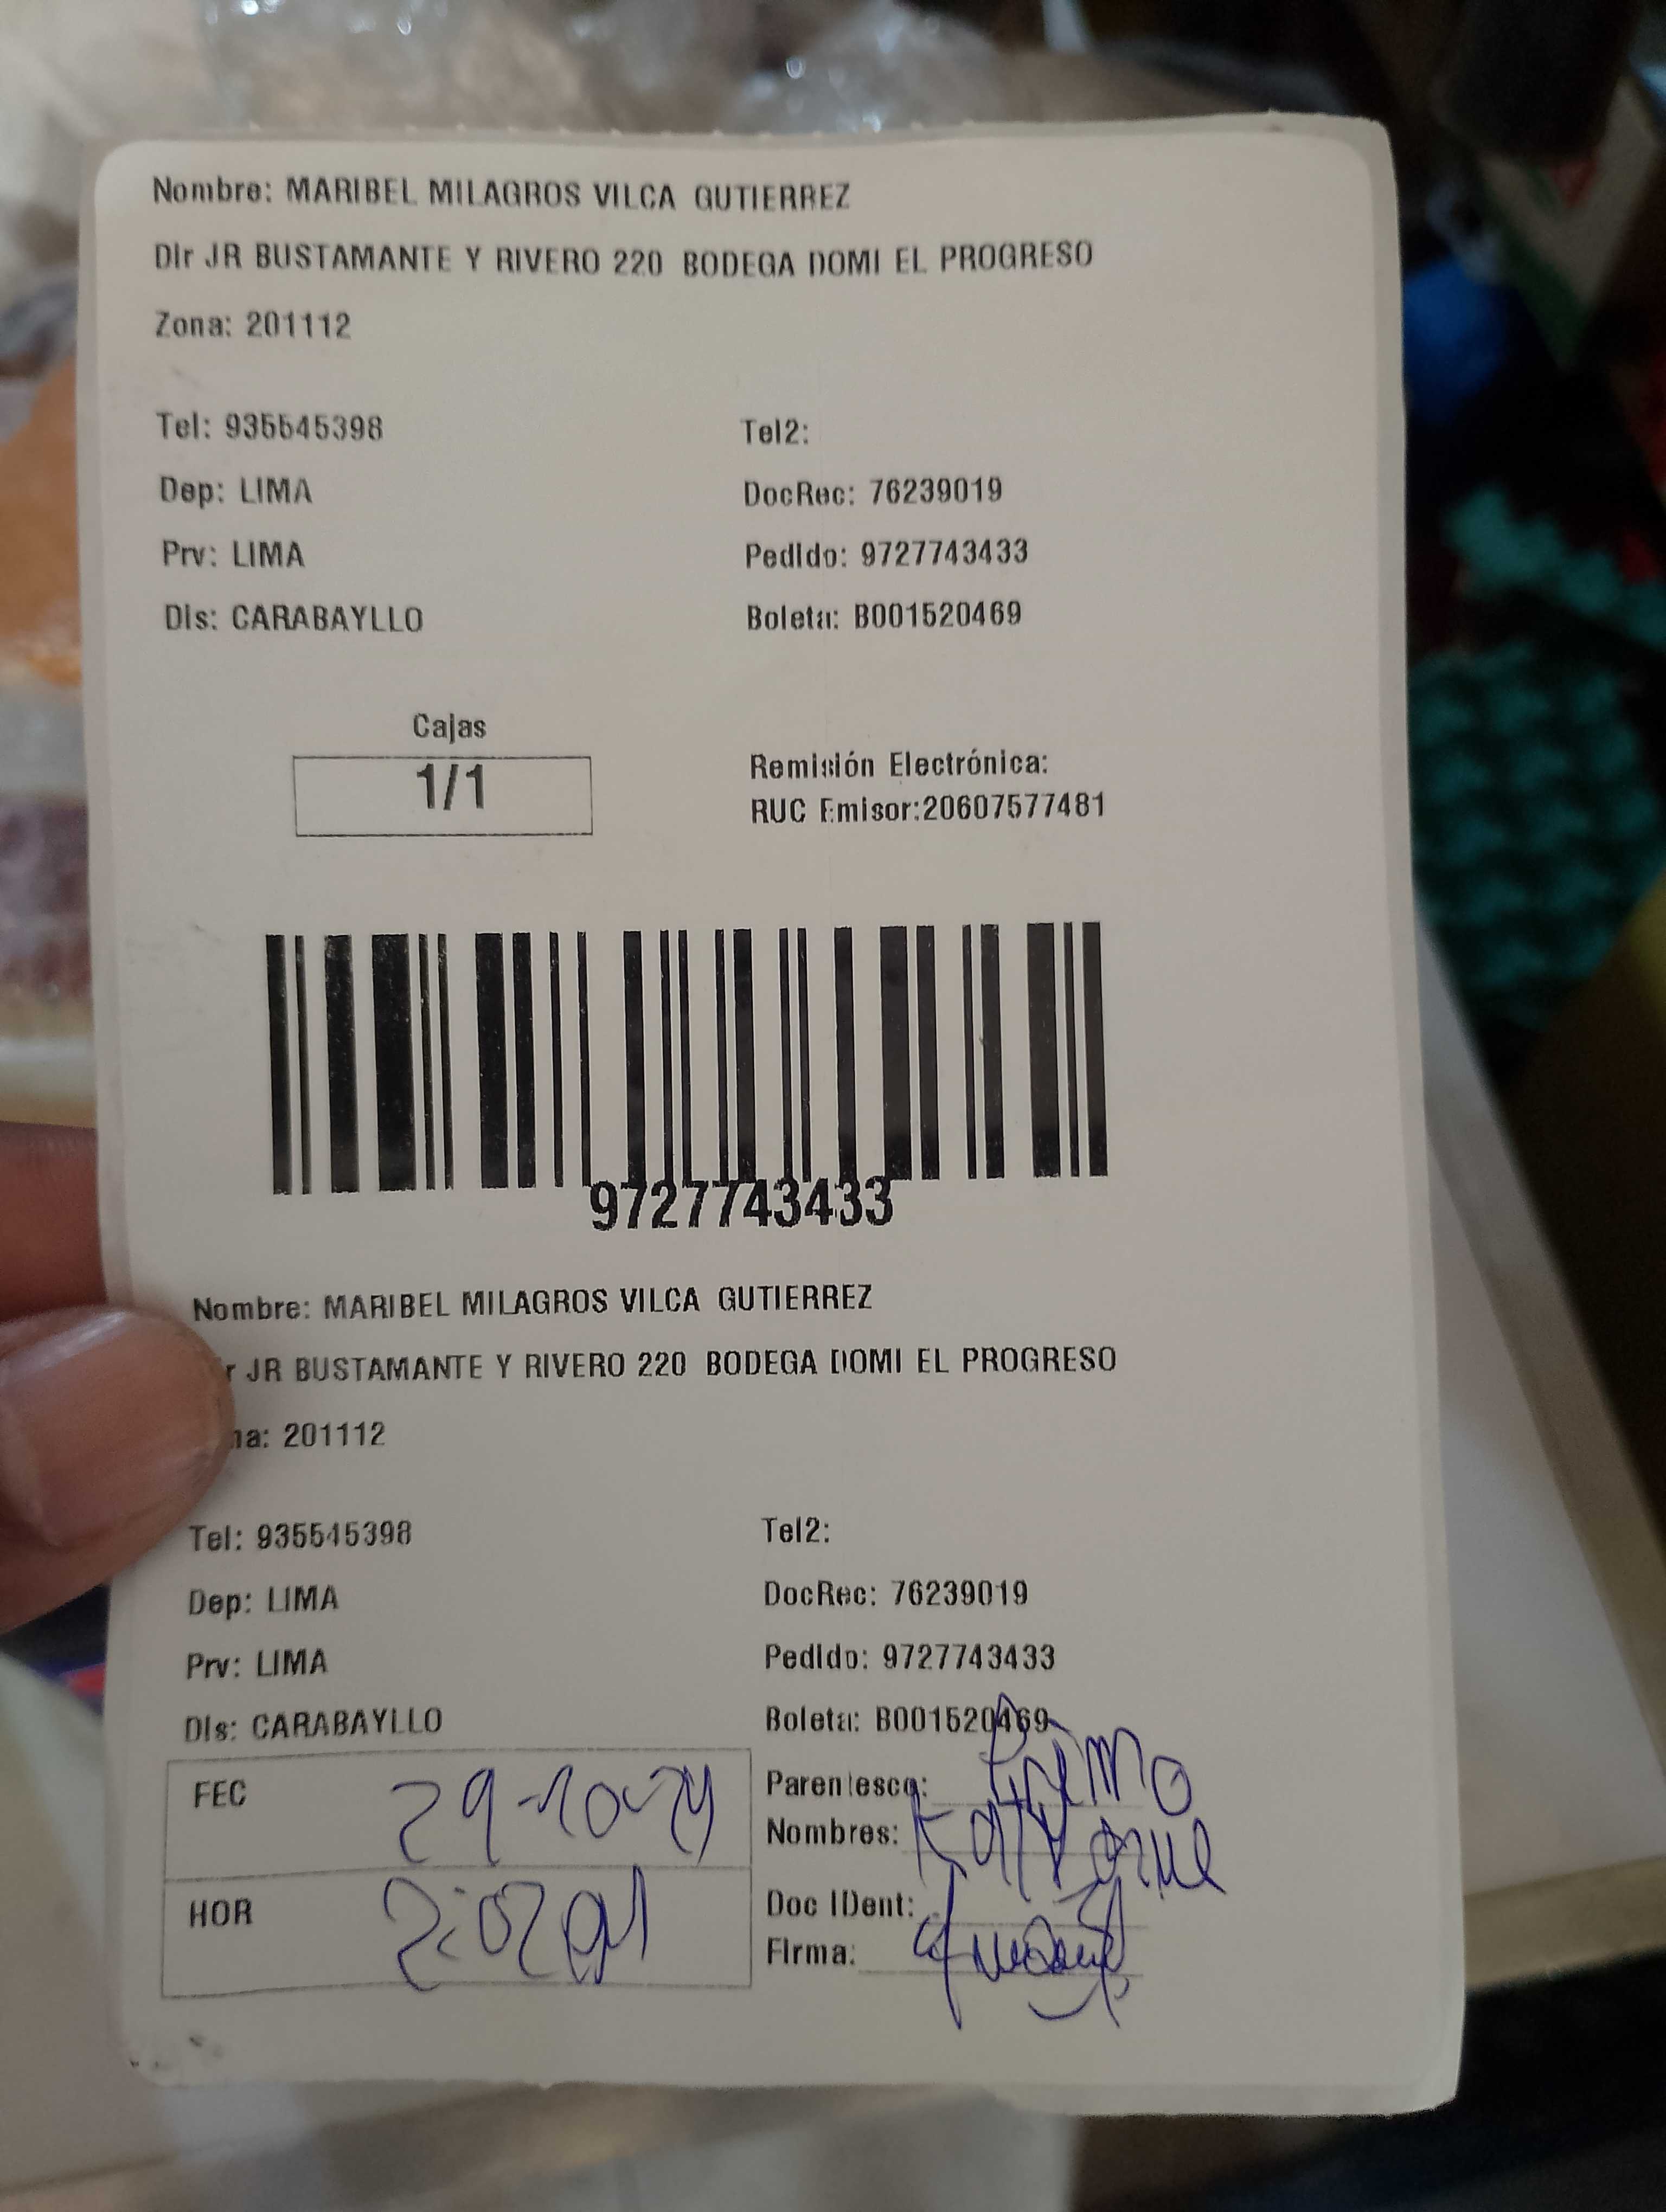 Nombre: MARIBEL MILAGROS VILCA GUTIERREZ
Dir JR BUSTAMANTE Y RIVERO 220 BODEGA DOMI EL PROGRESO
Zona: 201112
Tel: 935545398 Tel2:
Dep: LIMA DocRec: 76239019
Prv: LIMA Pedido: 9727743433
Dis: CARABAYLLO Boleta: B001520469
Cajas
1/1
Remisión Electrónica:
RUC Emisor:20607577481
9727743433
Nombre: MARIBEL MILAGROS VILCA GUTIERREZ
r JR BUSTAMANTE Y RIVERO 220 BODEGA DOMI EL PROGRESO
na: 201112
Tel: 935545398 Tel2:
Dep: LIMA DocRec: 76239019
Prv: LIMA Pedido: 9727743433
Dis: CARABAYLLO Boleta: B001520469
FEC 29-10-24
HOR
Parentesco: Primo
Nombres:
Doc IDent:
Firma: